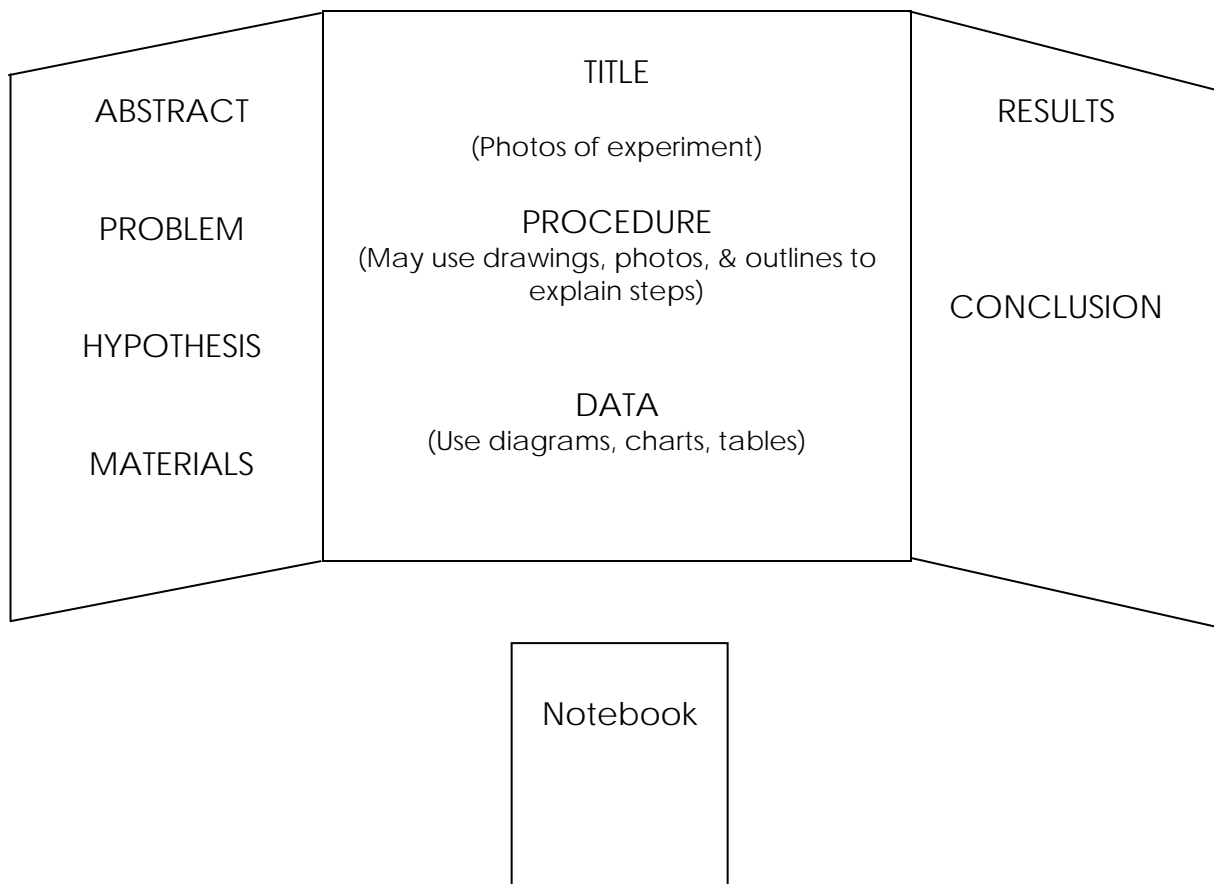 ABSTRACT
PROBLEM
HYPOTHESIS
MATERIALS
TITLE
(Photos of experiment)
PROCEDURE
(May use drawings, photos, & outlines to
explain steps)
DATA
(Use diagrams, charts, tables)
RESULTS
CONCLUSION
Notebook